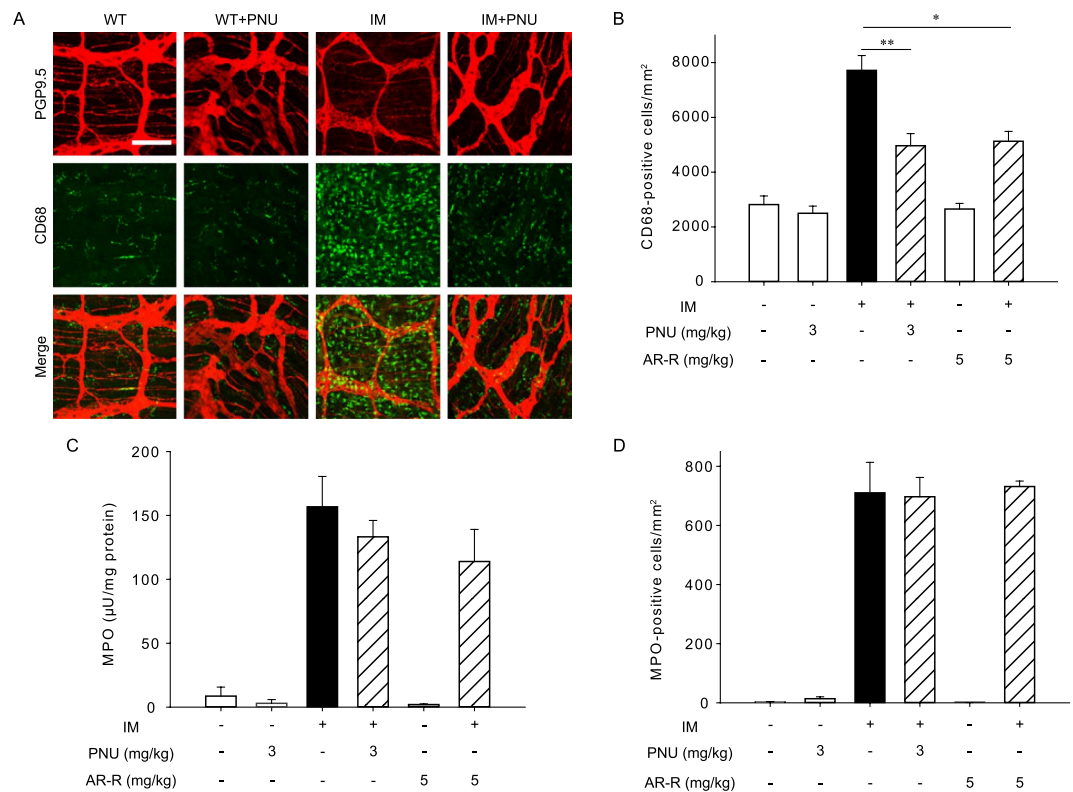 A
WT WT+PNU IM IM+PNU
PGP9.5
CD68
Merge
B
CD68-positive cells/mm²
8000
6000
4000
2000
0
* 
**
IM - - + + - +
PNU (mg/kg) - 3 - 3 - -
AR-R (mg/kg) - - - - 5 5
C
MPO (µU/mg protein)
200
150
100
50
0
IM - - + + - +
PNU (mg/kg) - 3 - 3 - -
AR-R (mg/kg) - - - - 5 5
D
MPO-positive cells/mm²
800
600
400
200
0
IM - - + + - +
PNU (mg/kg) - 3 - 3 - -
AR-R (mg/kg) - - - - 5 5